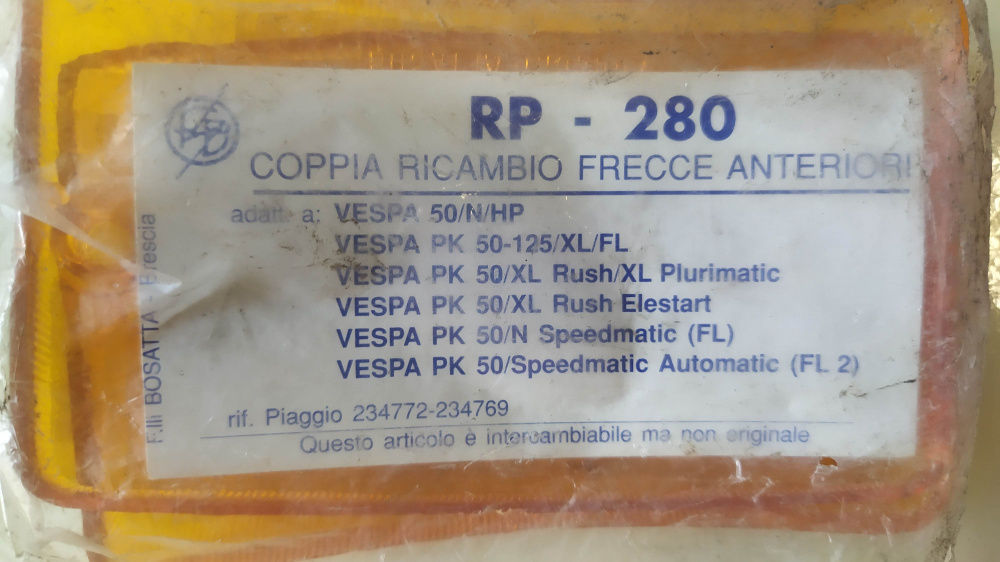 RP - 280
COPPIA RICAMBIO FRECCE ANTERIORI
adatta a: VESPA 50/N/HP
VESPA PK 50-125/XL/FL
VESPA PK 50/XL Rush/XL Plurimatic
VESPA PK 50/XL Rush Elestart
VESPA PK 50/N Speedmatic (FL)
VESPA PK 50/Speedmatic Automatic (FL 2)
rif. Piaggio 234772-234769
Questo articolo è intercambiabile ma non originale
F.lli BOSATTA - Brescia